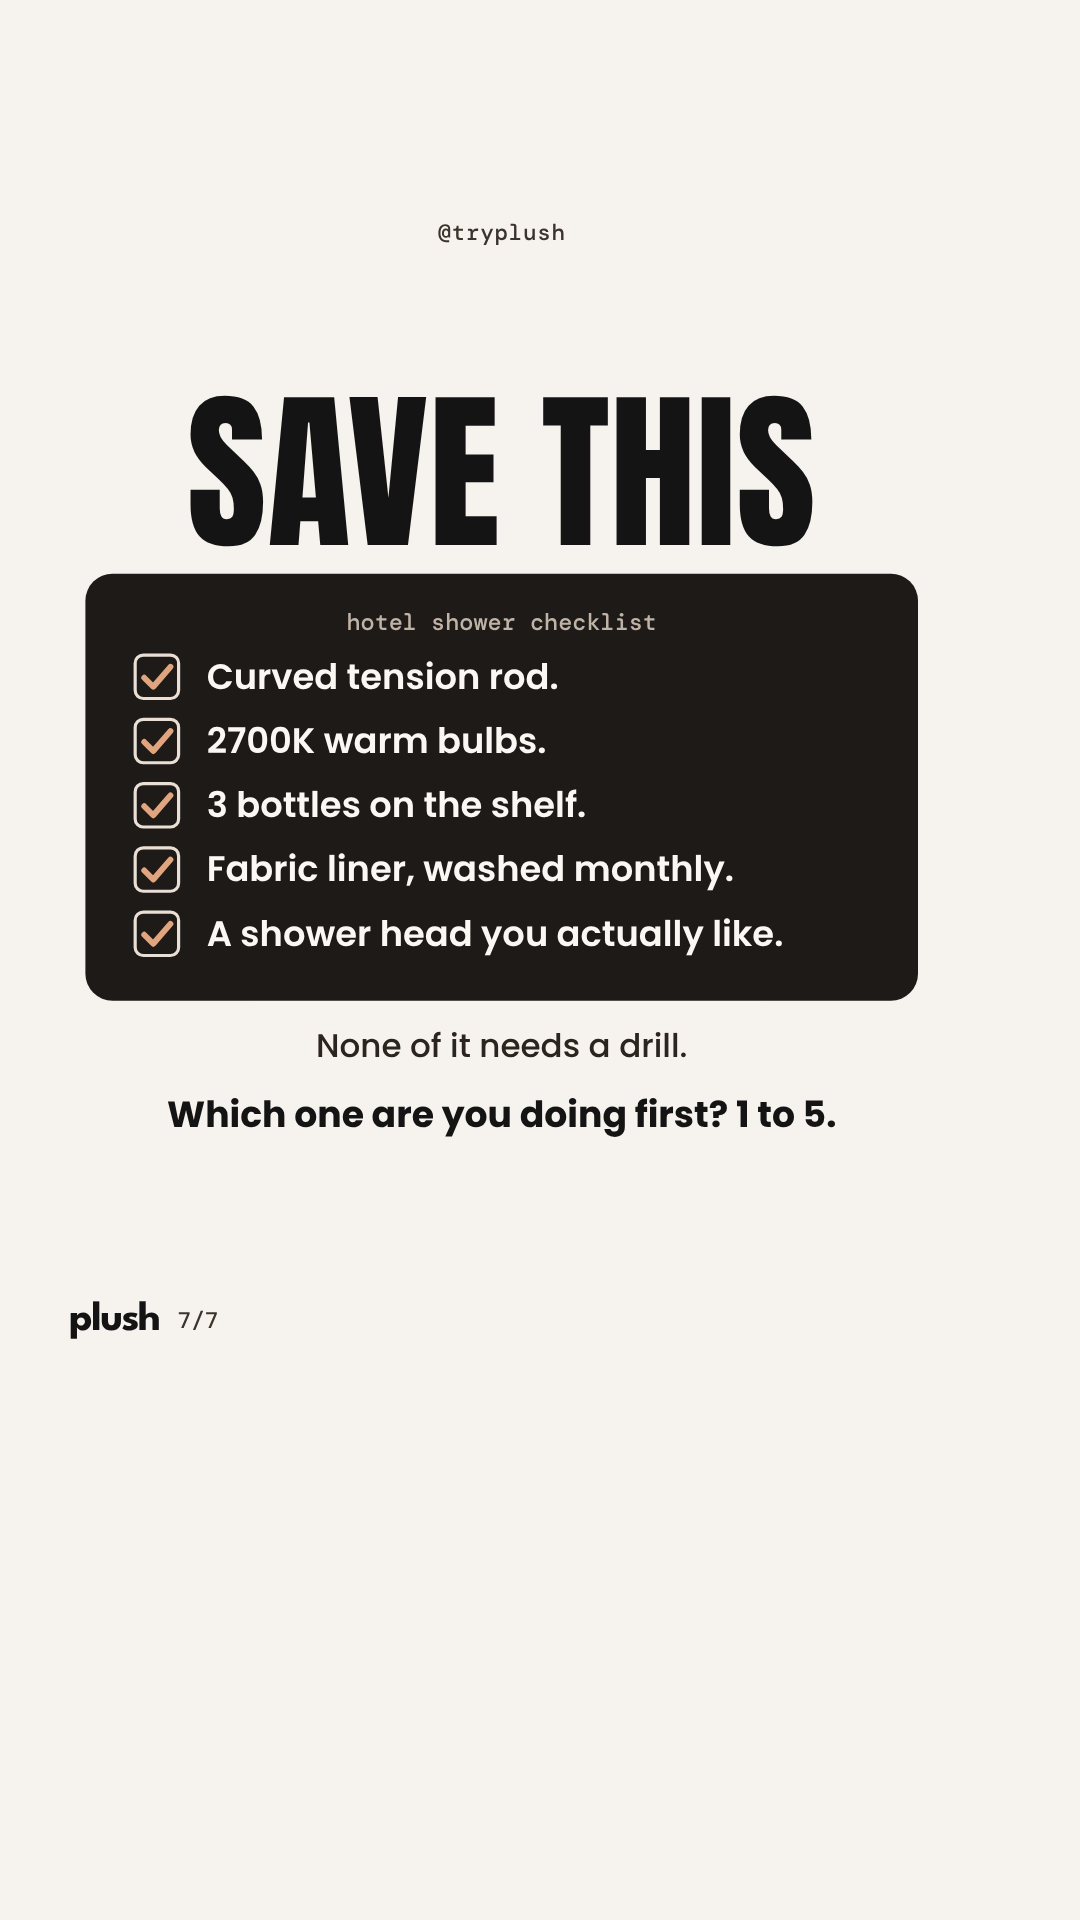 @tryplush
SAVE THIS
hotel shower checklist
Curved tension rod.
2700K warm bulbs.
3 bottles on the shelf.
Fabric liner, washed monthly.
A shower head you actually like.
None of it needs a drill.
Which one are you doing first? 1 to 5.
plush 7/7